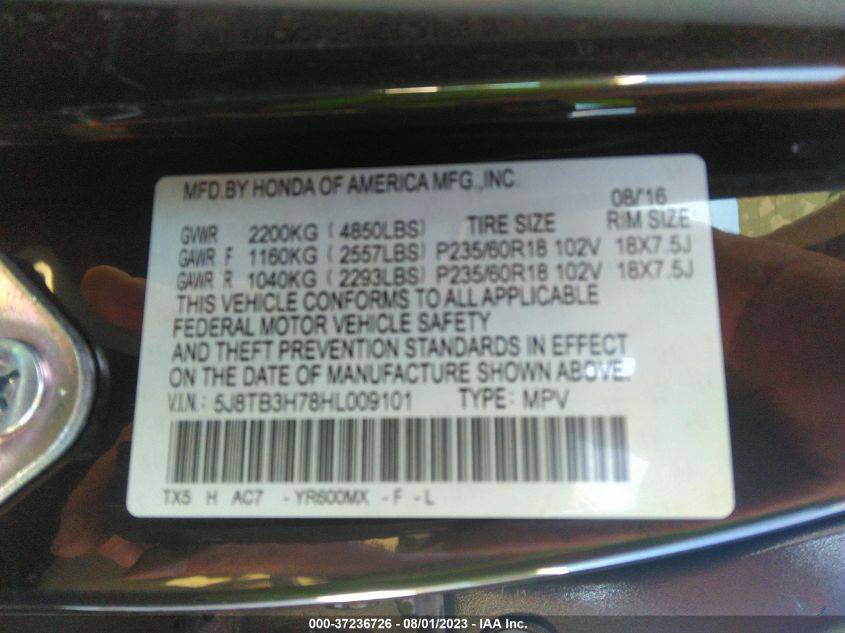 MFD.BY HONDA OF AMERICA MFG.,INC. 08/'16
GVWR 2200KG (4850LBS) TIRE SIZE RIM SIZE
GAWR F 1160KG (2557LBS) P235/60R18 102V 18X7.5J
GAWR R 1040KG (2293LBS) P235/60R18 102V 18X7.5J
THIS VEHICLE CONFORMS TO ALL APPLICABLE
FEDERAL MOTOR VEHICLE SAFETY
AND THEFT PREVENTION STANDARDS IN EFFECT
ON THE DATE OF MANUFACTURE SHOWN ABOVE.
V.I.N.: 5J8TB3H78HL009101 TYPE: MPV
TX5 H AC7 -YR600MX -F -L
000-37236726 - 08/01/2023 - IAA Inc.